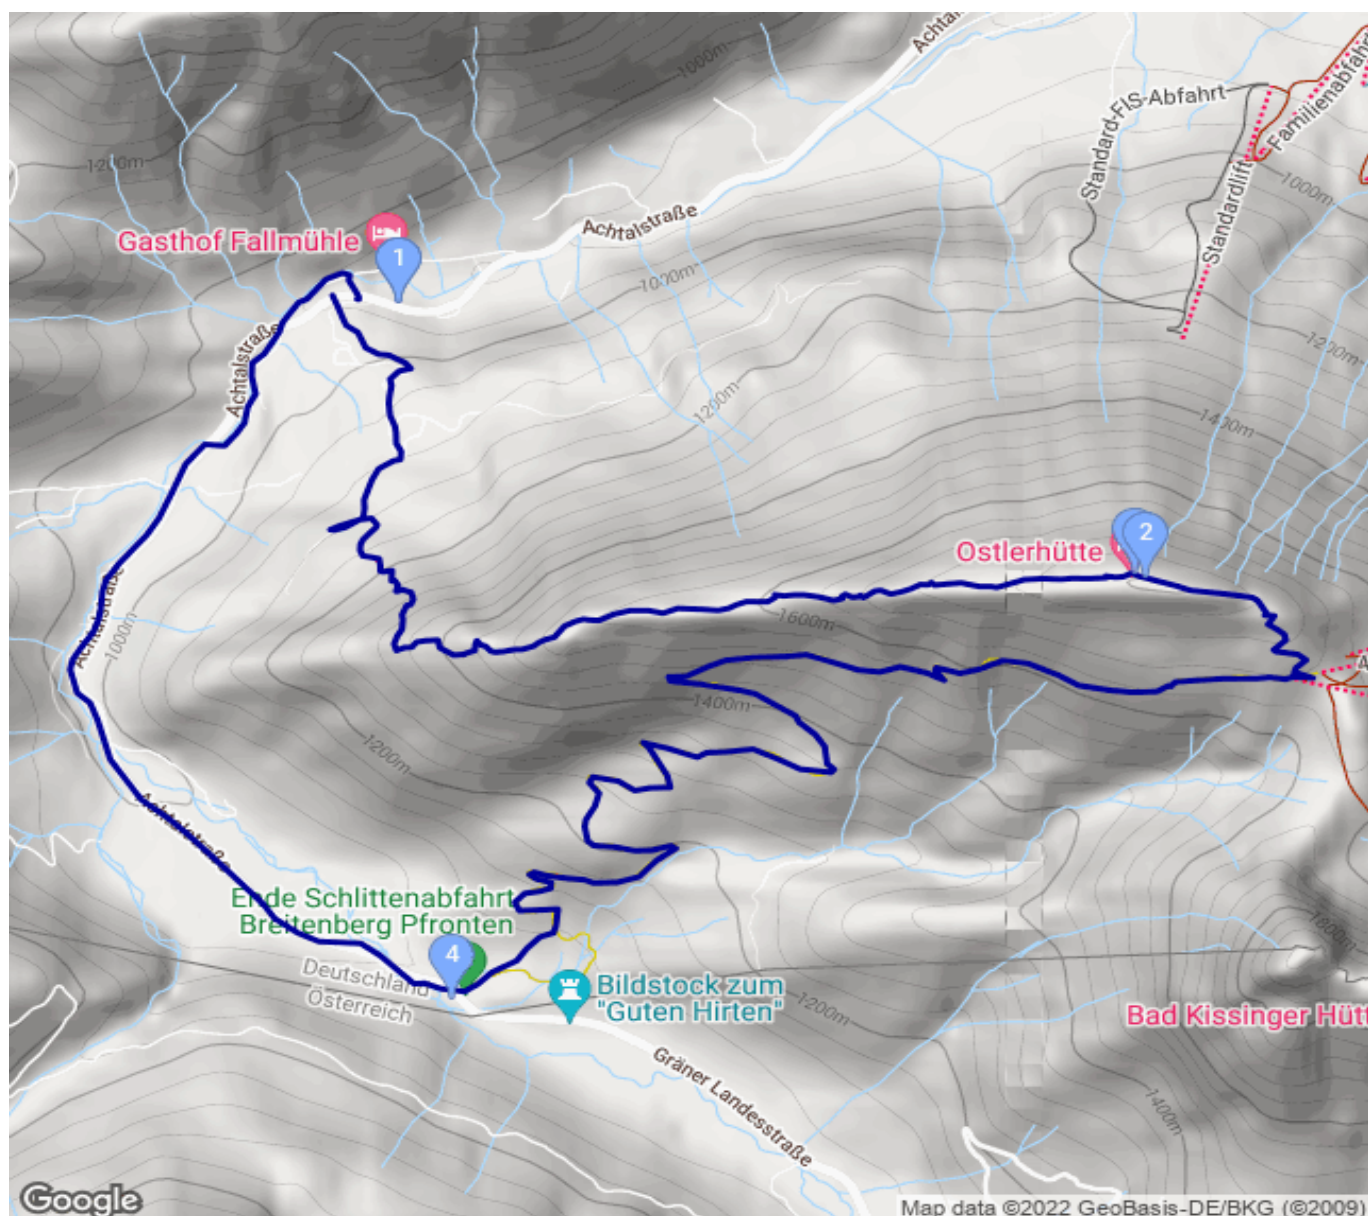 Achtal
1000m
Standard-FIS-Abfahrt
Familienabfahrt
1200m
Standardlift
1000m
Achtalstraße
Gasthof Fallmühle
1
1000m
Achtalstraße
1200m
1200m
1400m
2
Ostlerhütte
Achtalstraße
1000m
1600m
A
1400m
1200m
Achtalstraße
Ende Schlittenabfahrt
Breitenberg Pfronten
1800m
4
Deutschland
Österreich
Bildstock zum
"Guten Hirten"
1200m
Bad Kissinger Hütt
Gräner Landesstraße
1400m
Google
Map data ©2022 GeoBasis-DE/BKG (©2009)